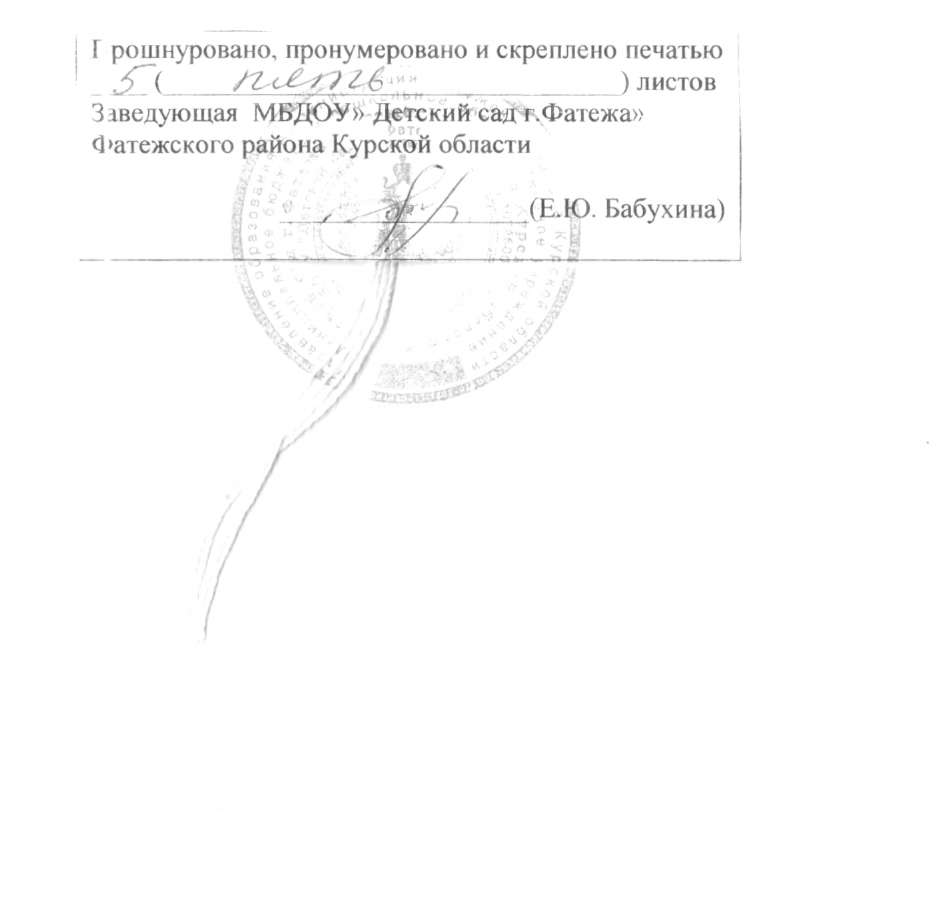 Прошнуровано, пронумеровано и скреплено печатью
5 ( пять ) листов
Заведующая МБДОУ» Детский сад г.Фатежа»
Фатежского района Курской области
(Е.Ю. Бабухина)